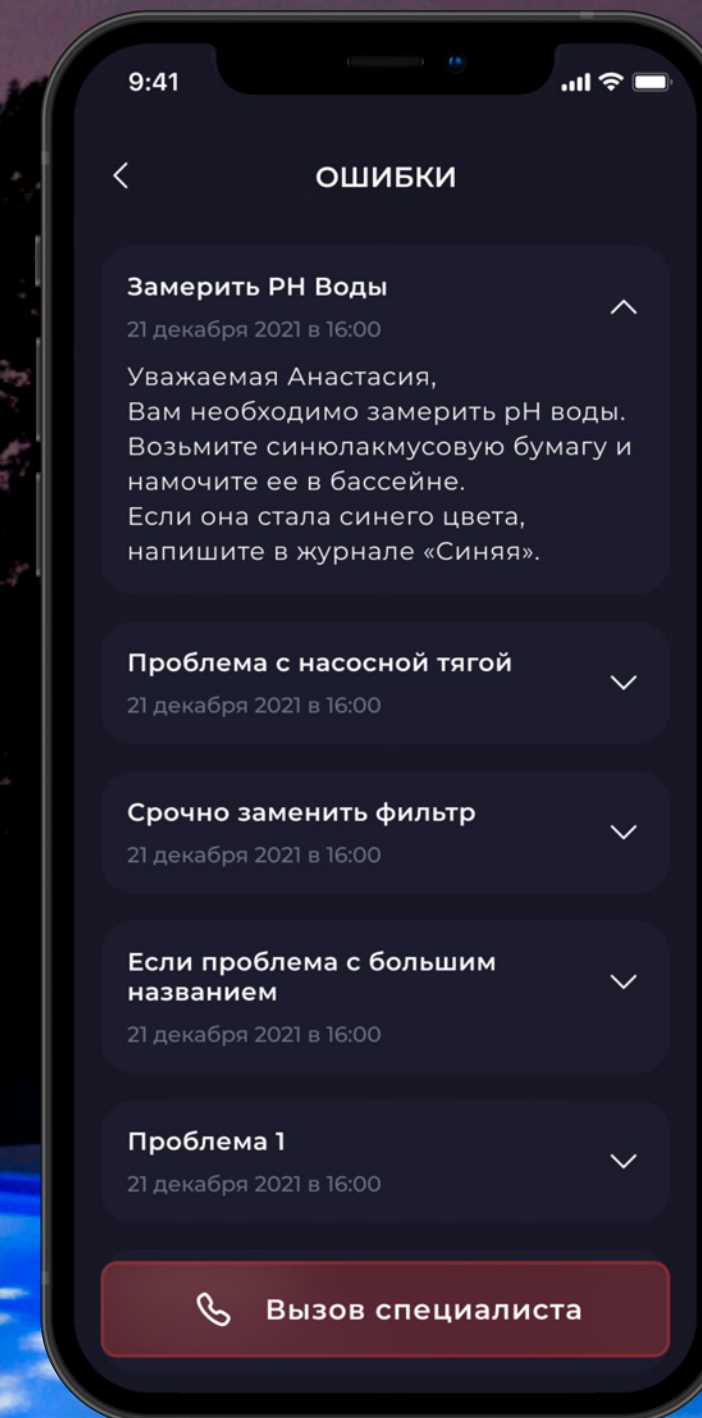 9:41
ОШИБКИ
Замерить РН Воды
21 декабря 2021 в 16:00
Уважаемая Анастасия,
Вам необходимо замерить рН воды.
Возьмите синюлакмусовую бумагу и
намочите ее в бассейне.
Если она стала синего цвета,
напишите в журнале «Синяя».
Проблема с насосной тягой
21 декабря 2021 в 16:00
Срочно заменить фильтр
21 декабря 2021 в 16:00
Если проблема с большим
названием
21 декабря 2021 в 16:00
Проблема 1
21 декабря 2021 в 16:00
Вызов специалиста